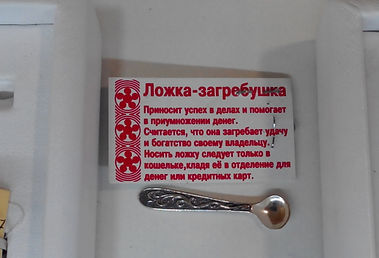 Ложка-загребушка
Приносит успех в делах и помогает
в приумножении денег.
Считается, что она загребает удачу
и богатство своему владельцу.
Носить ложку следует только в
кошельке,кладя её в отделение для
денег или кредитных карт.